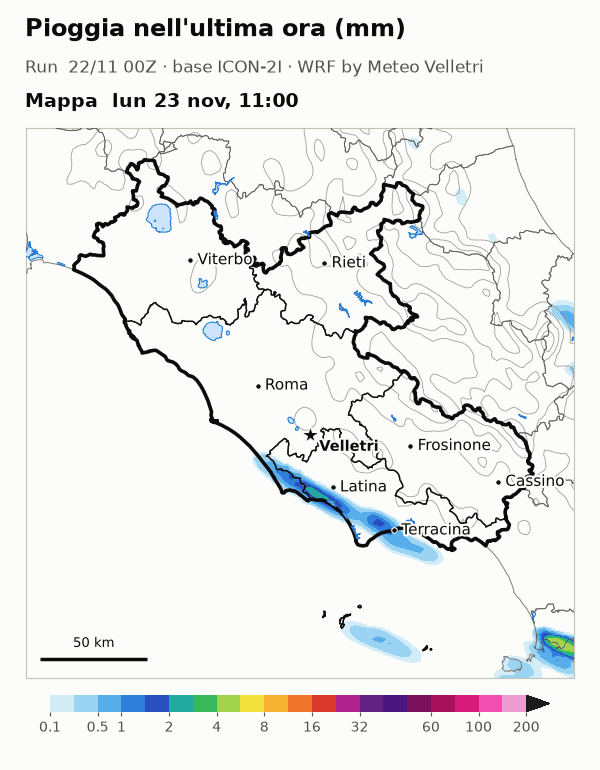 Pioggia nell'ultima ora (mm)
Run  22/11 00Z · base ICON-2I · WRF by Meteo Velletri
Mappa  lun 23 nov, 11:00
Viterbo
Rieti
Roma
Velletri
Frosinone
Latina
Cassino
Terracina
50 km
0.1 0.5 1 2 4 8 16 32 60 100 200